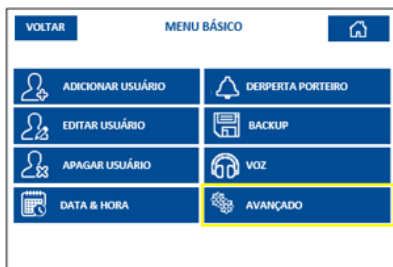 VOLTAR MENU BÁSICO
ADICIONAR USUÁRIO DERPERTA PORTEIRO
EDITAR USUÁRIO BACKUP
APAGAR USUÁRIO VOZ
DATA & HORA AVANÇADO